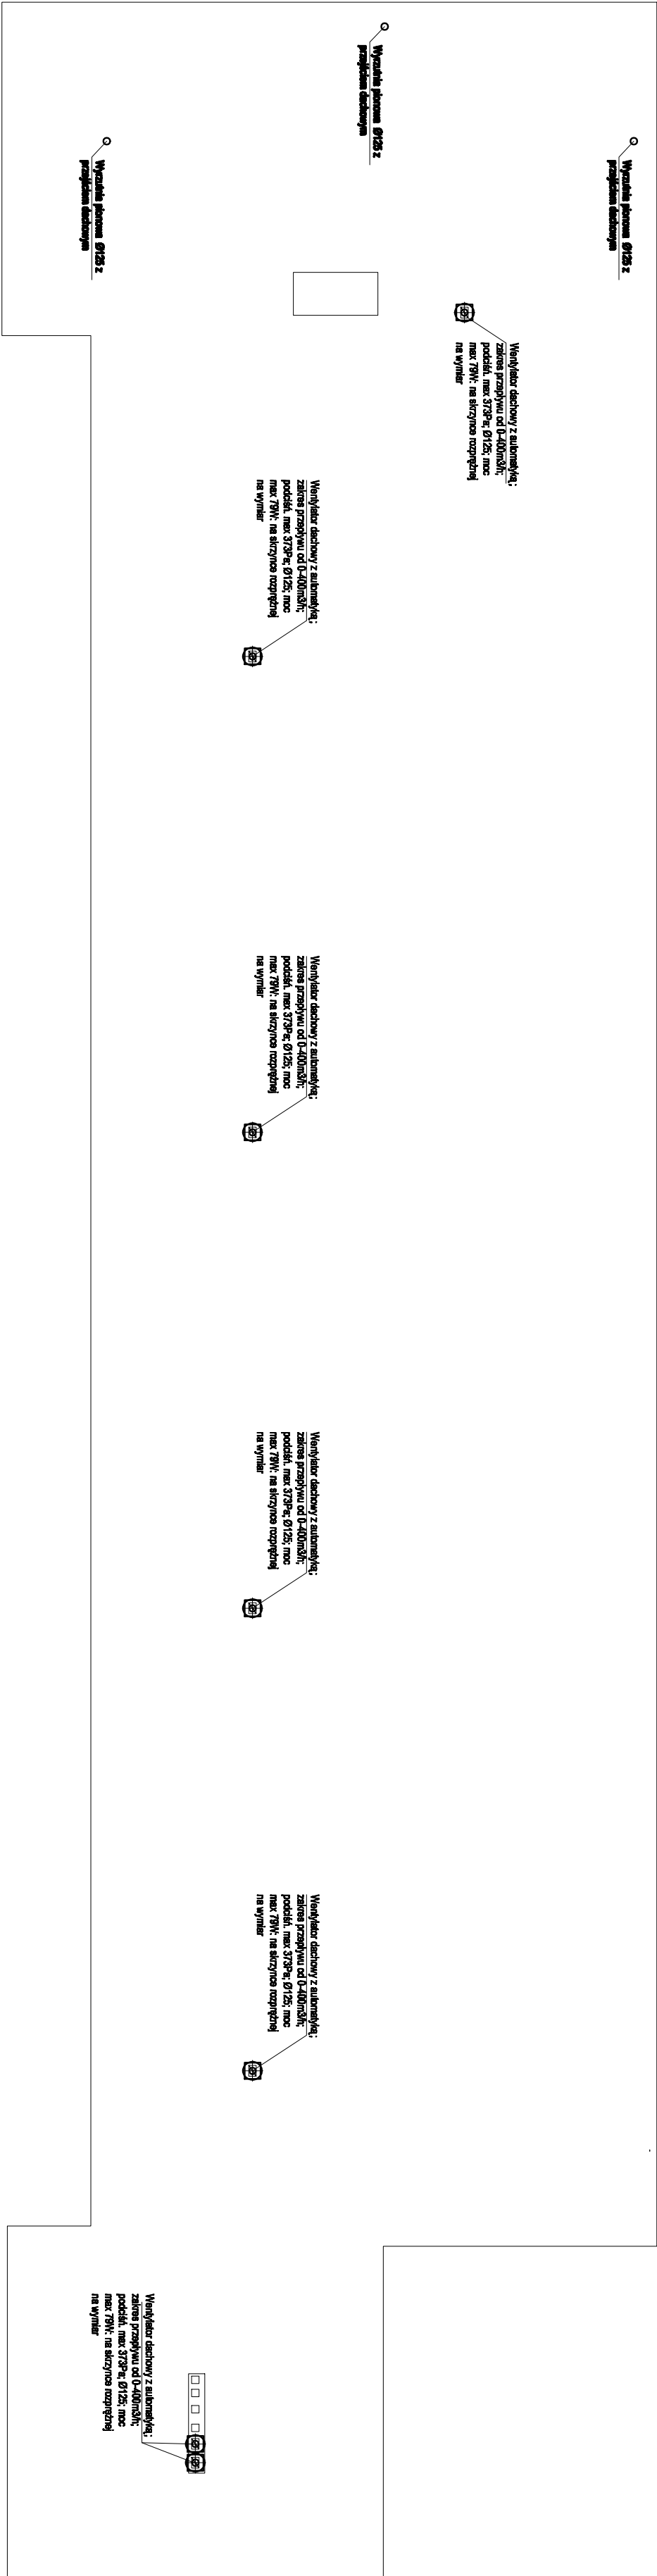 Wyrzutnia pionowa Ø125 z
przejściem dachowym
Wyrzutnia pionowa Ø125 z
przejściem dachowym
Wyrzutnia pionowa Ø125 z
przejściem dachowym
Wentylator dachowy z automatyką ;
zakres przepływu od 0-400m3/h;
podciśń. max 373Pa; Ø125; moc
max 79W: na skrzynce rozprężnej
na wymiar
Wentylator dachowy z automatyką ;
zakres przepływu od 0-400m3/h;
podciśń. max 373Pa; Ø125; moc
max 79W: na skrzynce rozprężnej
na wymiar
Wentylator dachowy z automatyką ;
zakres przepływu od 0-400m3/h;
podciśń. max 373Pa; Ø125; moc
max 79W: na skrzynce rozprężnej
na wymiar
Wentylator dachowy z automatyką ;
zakres przepływu od 0-400m3/h;
podciśń. max 373Pa; Ø125; moc
max 79W: na skrzynce rozprężnej
na wymiar
Wentylator dachowy z automatyką ;
zakres przepływu od 0-400m3/h;
podciśń. max 373Pa; Ø125; moc
max 79W: na skrzynce rozprężnej
na wymiar
Wentylator dachowy z automatyką ;
zakres przepływu od 0-400m3/h;
podciśń. max 373Pa; Ø125; moc
max 79W: na skrzynce rozprężnej
na wymiar